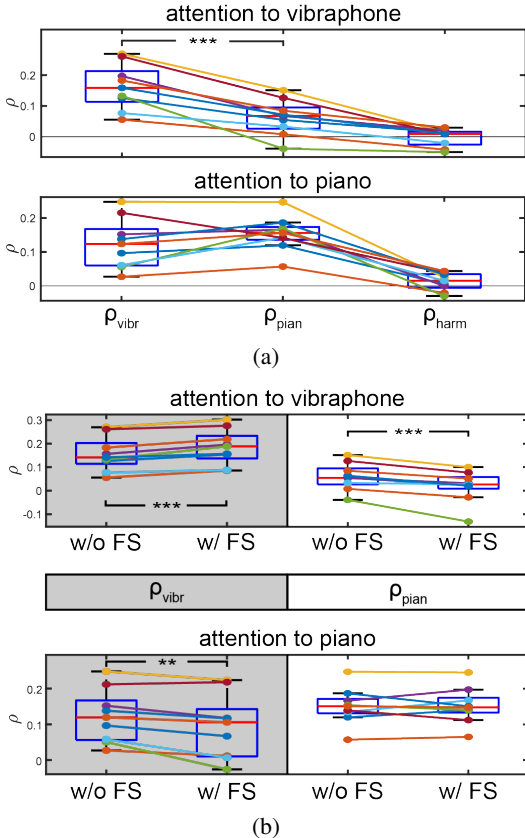 attention to vibraphone
***
ρ
0.2
0.1
0
attention to piano
ρ
0.2
0.1
0
ρvibr ρpian ρharm
(a)
attention to vibraphone
ρ
0.3
0.2
0.1
0
-0.1
***
***
w/o FS w/ FS w/o FS w/ FS
ρvibr ρpian
attention to piano
**
ρ
0.2
0.1
0
w/o FS w/ FS w/o FS w/ FS
(b)